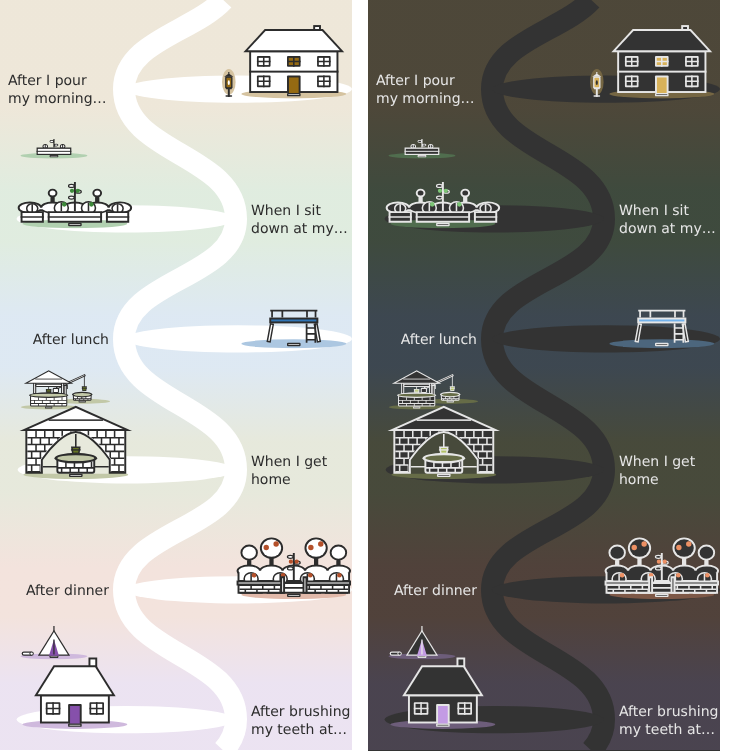 After I pour
my morning…
When I sit
down at my…
After lunch
When I get
home
After dinner
After brushing
my teeth at…
After I pour
my morning…
When I sit
down at my…
After lunch
When I get
home
After dinner
After brushing
my teeth at…